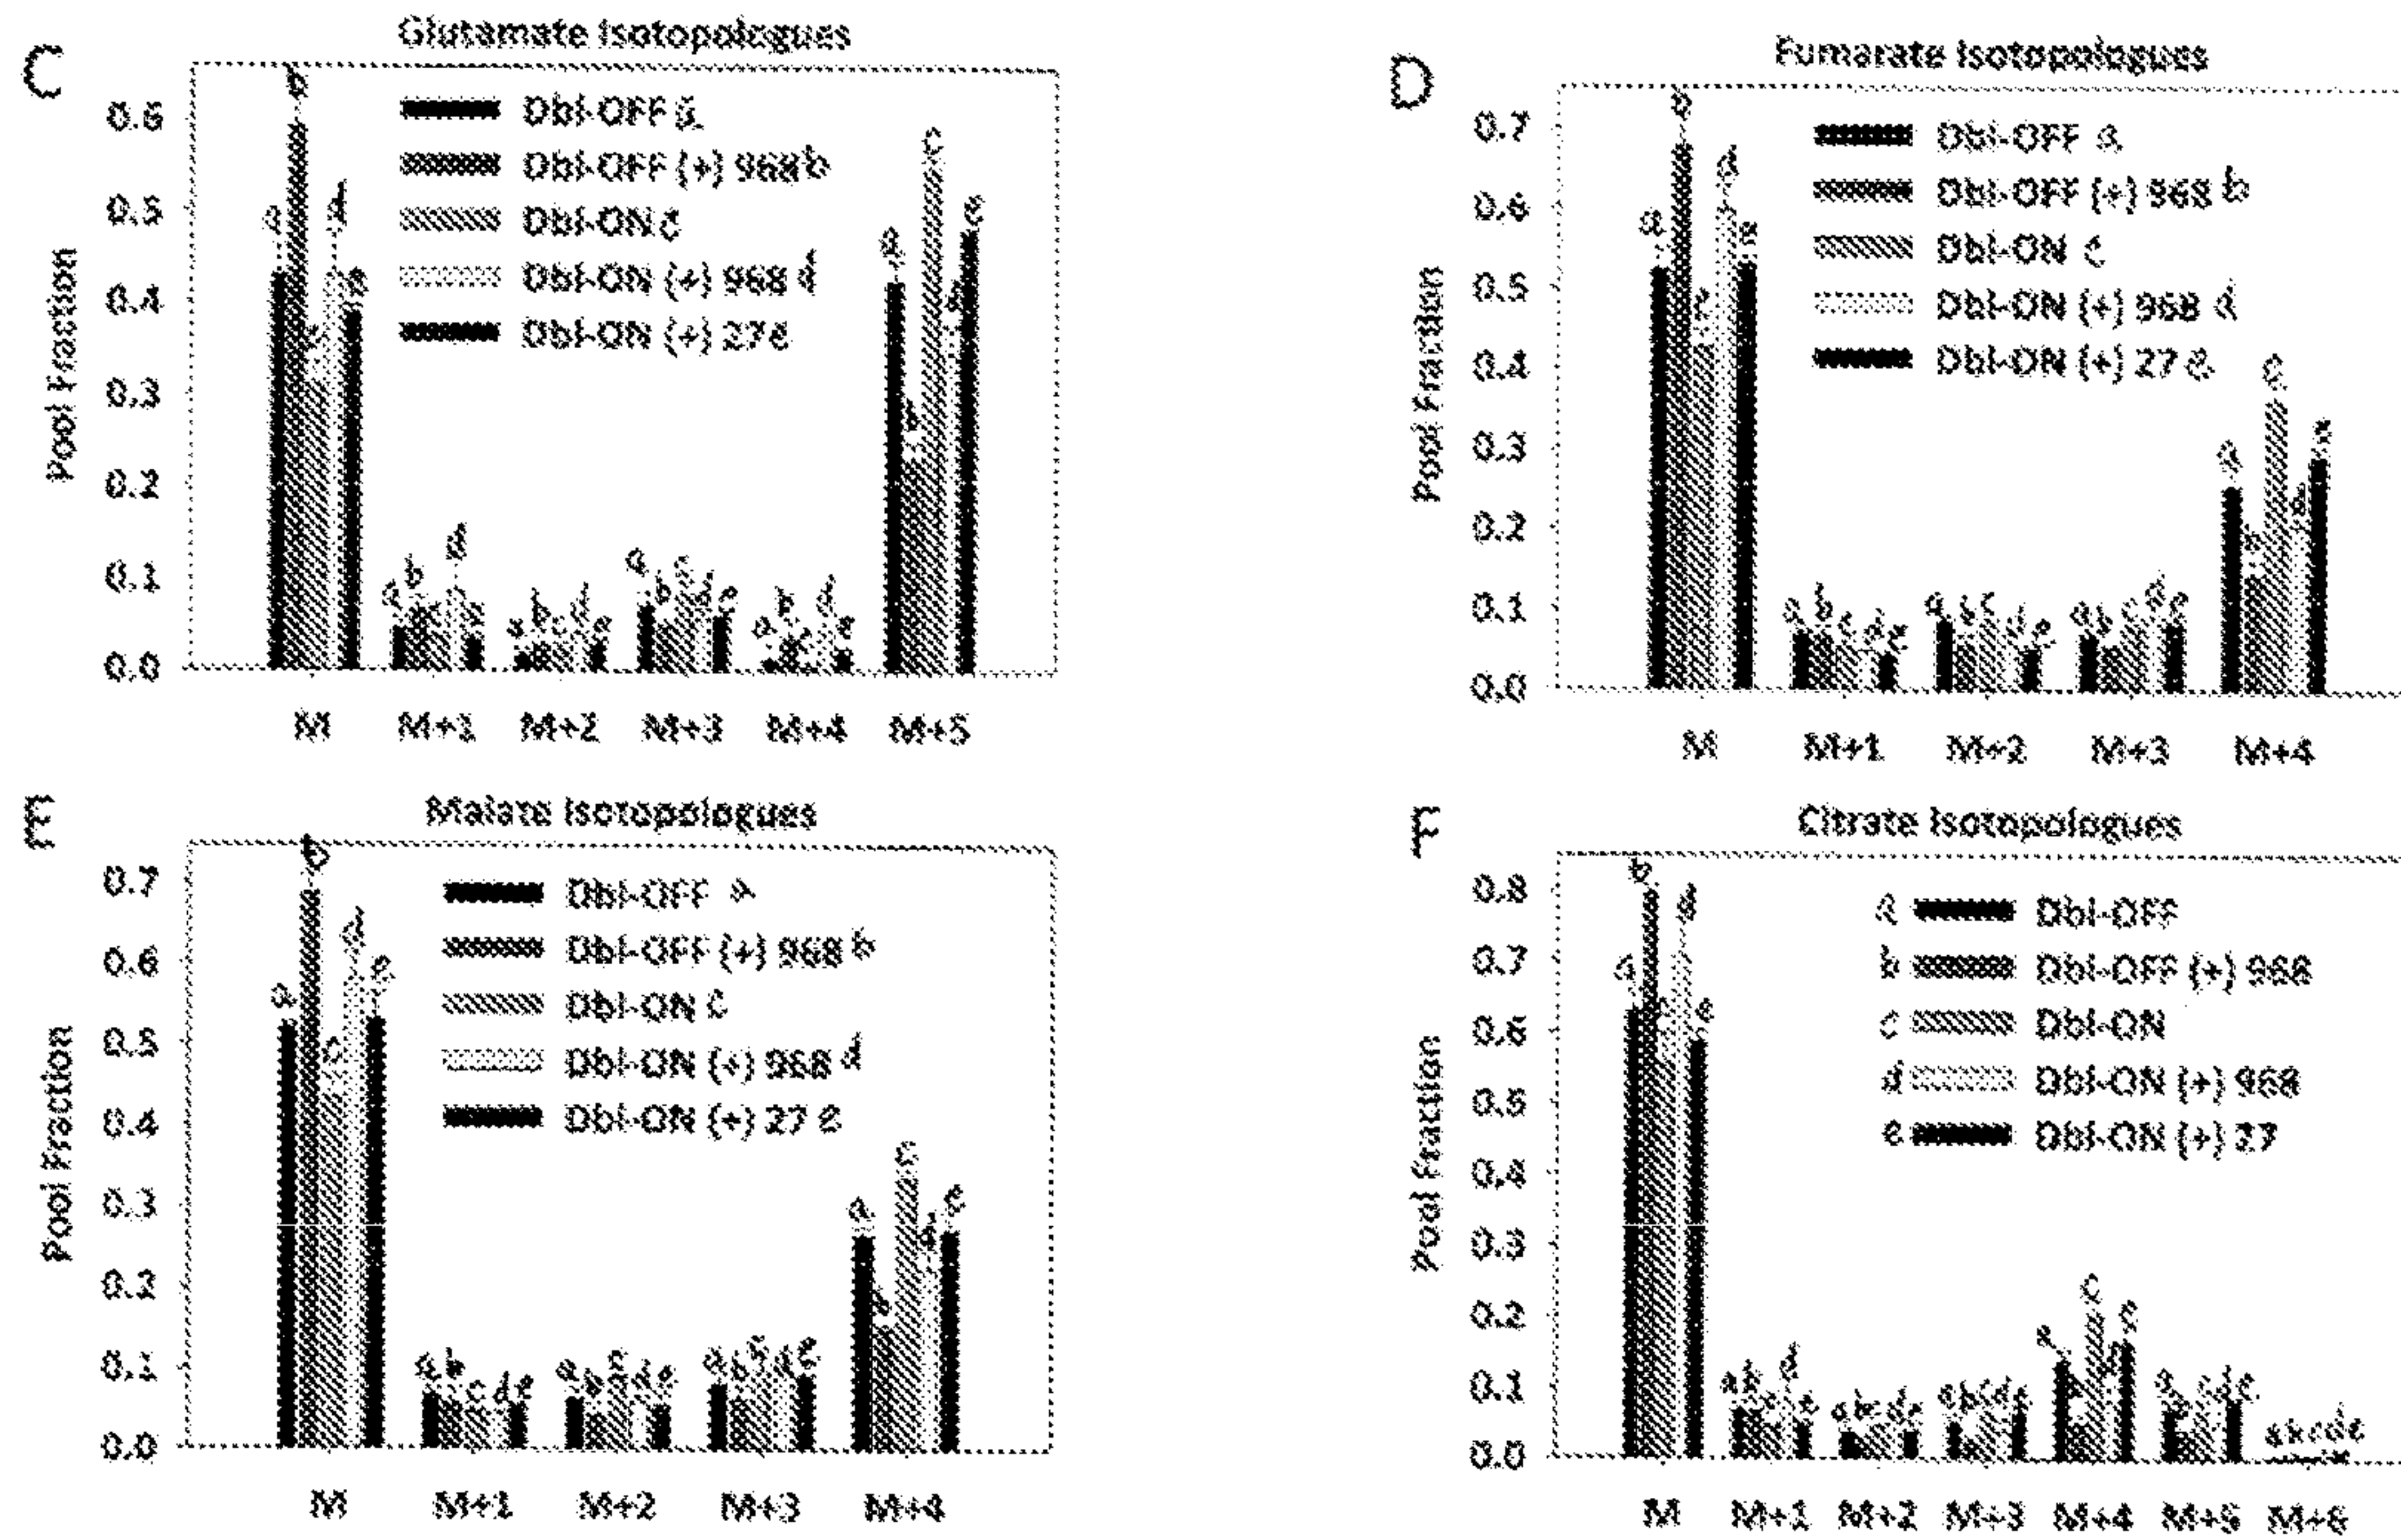 C
Glutamate Isotopologues
Pool Fraction
0.6
0.5
0.4
0.3
0.2
0.1
0.0
Dbl-OFF a
Dbl-OFF (+) 968 b
Dbl-ON c
Dbl-ON (+) 968 d
Dbl-ON (+) 27 e
M M+1 M+2 M+3 M+4 M+5
D
Fumarate Isotopologues
Pool Fraction
0.7
0.6
0.5
0.4
0.3
0.2
0.1
0.0
Dbl-OFF a
Dbl-OFF (+) 968 b
Dbl-ON c
Dbl-ON (+) 968 d
Dbl-ON (+) 27 e
M M+1 M+2 M+3 M+4
E
Malate Isotopologues
Pool Fraction
0.7
0.6
0.5
0.4
0.3
0.2
0.1
0.0
Dbl-OFF a
Dbl-OFF (+) 968 b
Dbl-ON c
Dbl-ON (+) 968 d
Dbl-ON (+) 27 e
M M+1 M+2 M+3 M+4
F
Citrate Isotopologues
Pool Fraction
0.8
0.7
0.6
0.5
0.4
0.3
0.2
0.1
0.0
a Dbl-OFF
b Dbl-OFF (+) 968
c Dbl-ON
d Dbl-ON (+) 968
e Dbl-ON (+) 27
M M+1 M+2 M+3 M+4 M+5 M+6